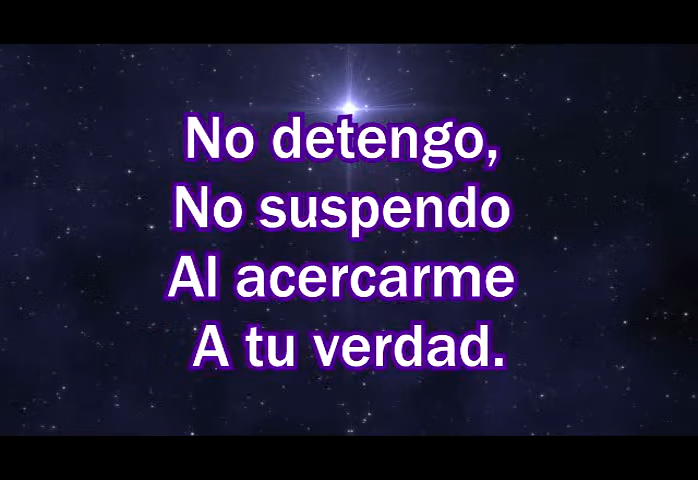 No detengo,
No suspendo
Al acercarme
A tu verdad.